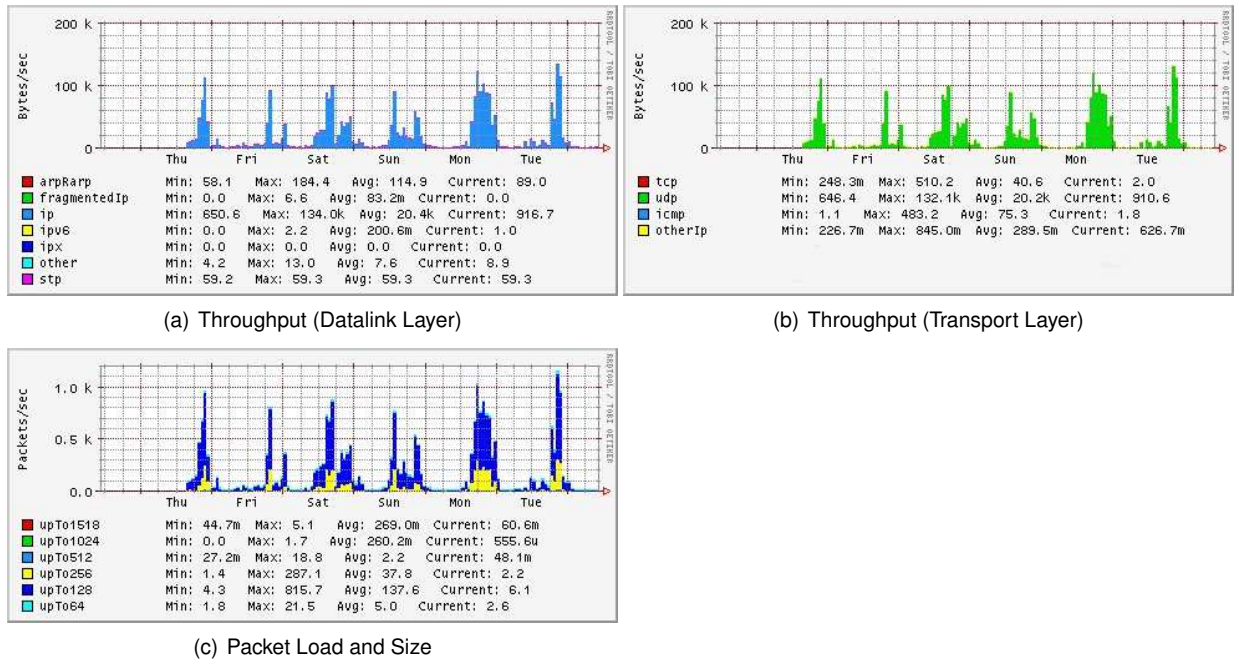 200 k
100 k
0
Bytes/sec
RRDTOOL / TOBI OETIKER
Thu Fri Sat Sun Mon Tue
arpRarp Min: 58.1 Max: 184.4 Avg: 114.9 Current: 89.0
fragmentedIp Min: 0.0 Max: 6.6 Avg: 83.2m Current: 0.0
ip Min: 650.6 Max: 134.0k Avg: 20.4k Current: 916.7
ipv6 Min: 0.0 Max: 2.2 Avg: 200.6m Current: 1.0
ipx Min: 0.0 Max: 0.0 Avg: 0.0 Current: 0.0
other Min: 4.2 Max: 13.0 Avg: 7.6 Current: 8.9
stp Min: 59.2 Max: 59.3 Avg: 59.3 Current: 59.3
(a) Throughput (Datalink Layer)
200 k
100 k
0
Bytes/sec
RRDTOOL / TOBI OETIKER
Thu Fri Sat Sun Mon Tue
tcp Min: 248.3m Max: 510.2 Avg: 40.6 Current: 2.0
udp Min: 646.4 Max: 132.1k Avg: 20.2k Current: 910.6
icmp Min: 1.1 Max: 483.2 Avg: 75.3 Current: 1.8
otherIp Min: 226.7m Max: 845.0m Avg: 289.5m Current: 626.7m
(b) Throughput (Transport Layer)
1.0 k
0.5 k
0.0
Packets/sec
RRDTOOL / TOBI OETIKER
Thu Fri Sat Sun Mon Tue
upTo1518 Min: 44.7m Max: 5.1 Avg: 269.0m Current: 60.6m
upTo1024 Min: 0.0 Max: 1.7 Avg: 260.2m Current: 555.6u
upTo512 Min: 27.2m Max: 18.8 Avg: 2.2 Current: 48.1m
upTo256 Min: 1.4 Max: 287.1 Avg: 37.8 Current: 2.2
upTo128 Min: 4.3 Max: 815.7 Avg: 137.6 Current: 6.1
upTo64 Min: 1.8 Max: 21.5 Avg: 5.0 Current: 2.6
(c) Packet Load and Size